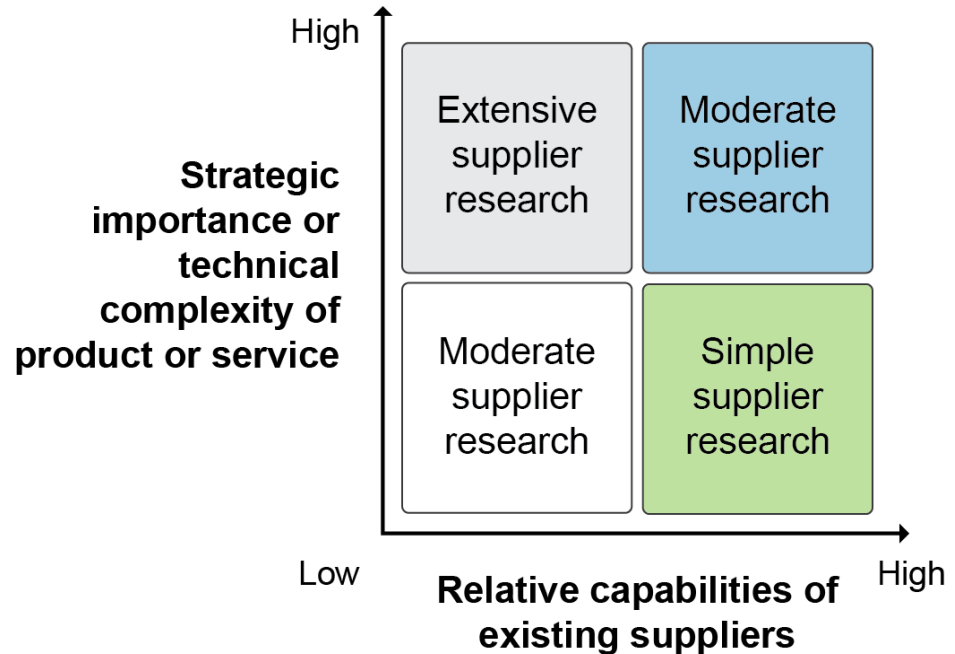 High
Strategic
importance or
technical
complexity of
product or service
Extensive
supplier
research
Moderate
supplier
research
Moderate
supplier
research
Simple
supplier
research
Low
High
Relative capabilities of
existing suppliers